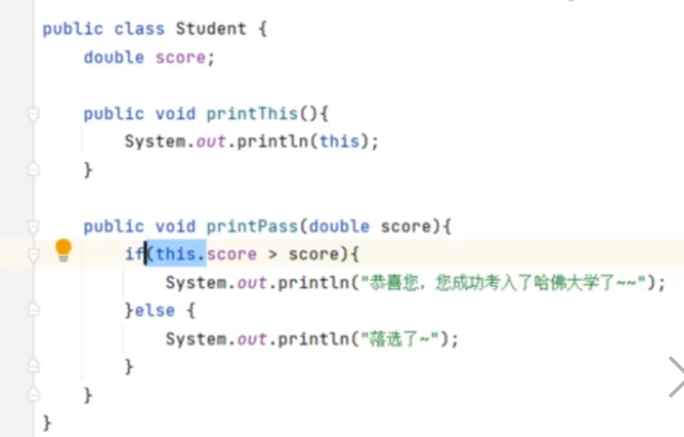 public class Student {
double score;
public void printThis(){
System.out.println(this);
}
public void printPass(double score){
if(this.score > score){
System.out.println("恭喜您，您成功考入了哈佛大学了~~");
}else {
System.out.println("落选了~");
}
}
}